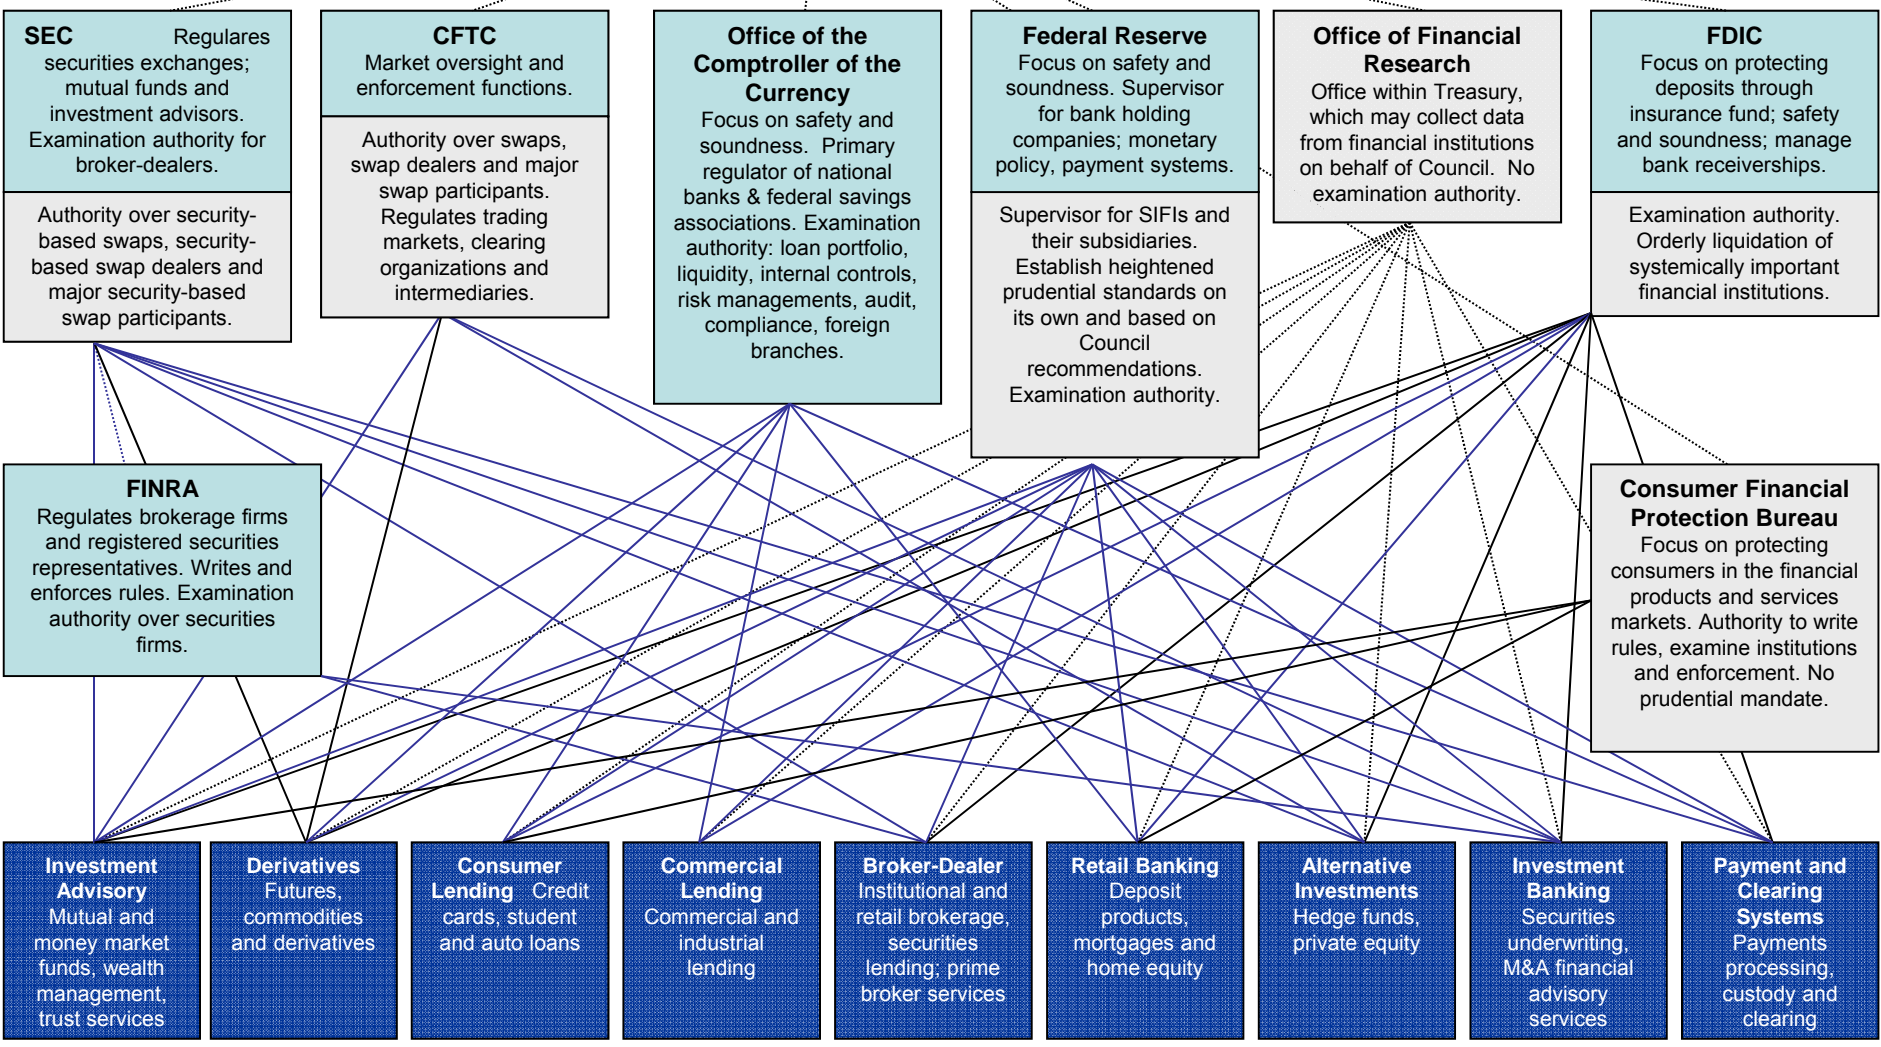 SEC Regulares
securities exchanges;
mutual funds and
investment advisors.
Examination authority for
broker-dealers.
Authority over security-
based swaps, security-
based swap dealers and
major security-based
swap participants.
CFTC
Market oversight and
enforcement functions.
Authority over swaps,
swap dealers and major
swap participants.
Regulates trading
markets, clearing
organizations and
intermediaries.
Office of the
Comptroller of the
Currency
Focus on safety and
soundness. Primary
regulator of national
banks & federal savings
associations. Examination
authority: loan portfolio,
liquidity, internal controls,
risk managements, audit,
compliance, foreign
branches.
Federal Reserve
Focus on safety and
soundness. Supervisor
for bank holding
companies; monetary
policy, payment systems.
Supervisor for SIFIs and
their subsidiaries.
Establish heightened
prudential standards on
its own and based on
Council
recommendations.
Examination authority.
Office of Financial
Research
Office within Treasury,
which may collect data
from financial institutions
on behalf of Council. No
examination authority.
FDIC
Focus on protecting
deposits through
insurance fund; safety
and soundness; manage
bank receiverships.
Examination authority.
Orderly liquidation of
systemically important
financial institutions.
FINRA
Regulates brokerage firms
and registered securities
representatives. Writes and
enforces rules. Examination
authority over securities
firms.
Consumer Financial
Protection Bureau
Focus on protecting
consumers in the financial
products and services
markets. Authority to write
rules, examine institutions
and enforcement. No
prudential mandate.
Investment
Advisory
Mutual and
money market
funds, wealth
management,
trust services
Derivatives
Futures,
commodities
and derivatives
Consumer
Lending Credit
cards, student
and auto loans
Commercial
Lending
Commercial and
industrial
lending
Broker-Dealer
Institutional and
retail brokerage,
securities
lending; prime
broker services
Retail Banking
Deposit
products,
mortgages and
home equity
Alternative
Investments
Hedge funds,
private equity
Investment
Banking
Securities
underwriting,
M&A financial
advisory
services
Payment and
Clearing
Systems
Payments
processing,
custody and
clearing